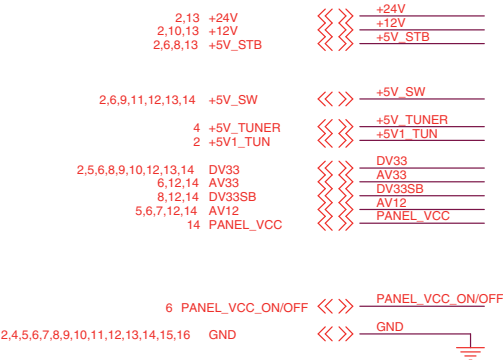 2,13 +24V +24V
2,10,13 +12V +12V
2,6,8,13 +5V_STB +5V_STB
2,6,9,11,12,13,14 +5V_SW +5V_SW
4 +5V_TUNER +5V_TUNER
2 +5V1_TUN +5V1_TUN
2,5,6,8,9,10,12,13,14 DV33 DV33
6,12,14 AV33 AV33
8,12,14 DV33SB DV33SB
5,6,7,12,14 AV12 AV12
14 PANEL_VCC PANEL_VCC
6 PANEL_VCC_ON/OFF PANEL_VCC_ON/OFF
2,4,5,6,7,8,9,10,11,12,13,14,15,16 GND GND